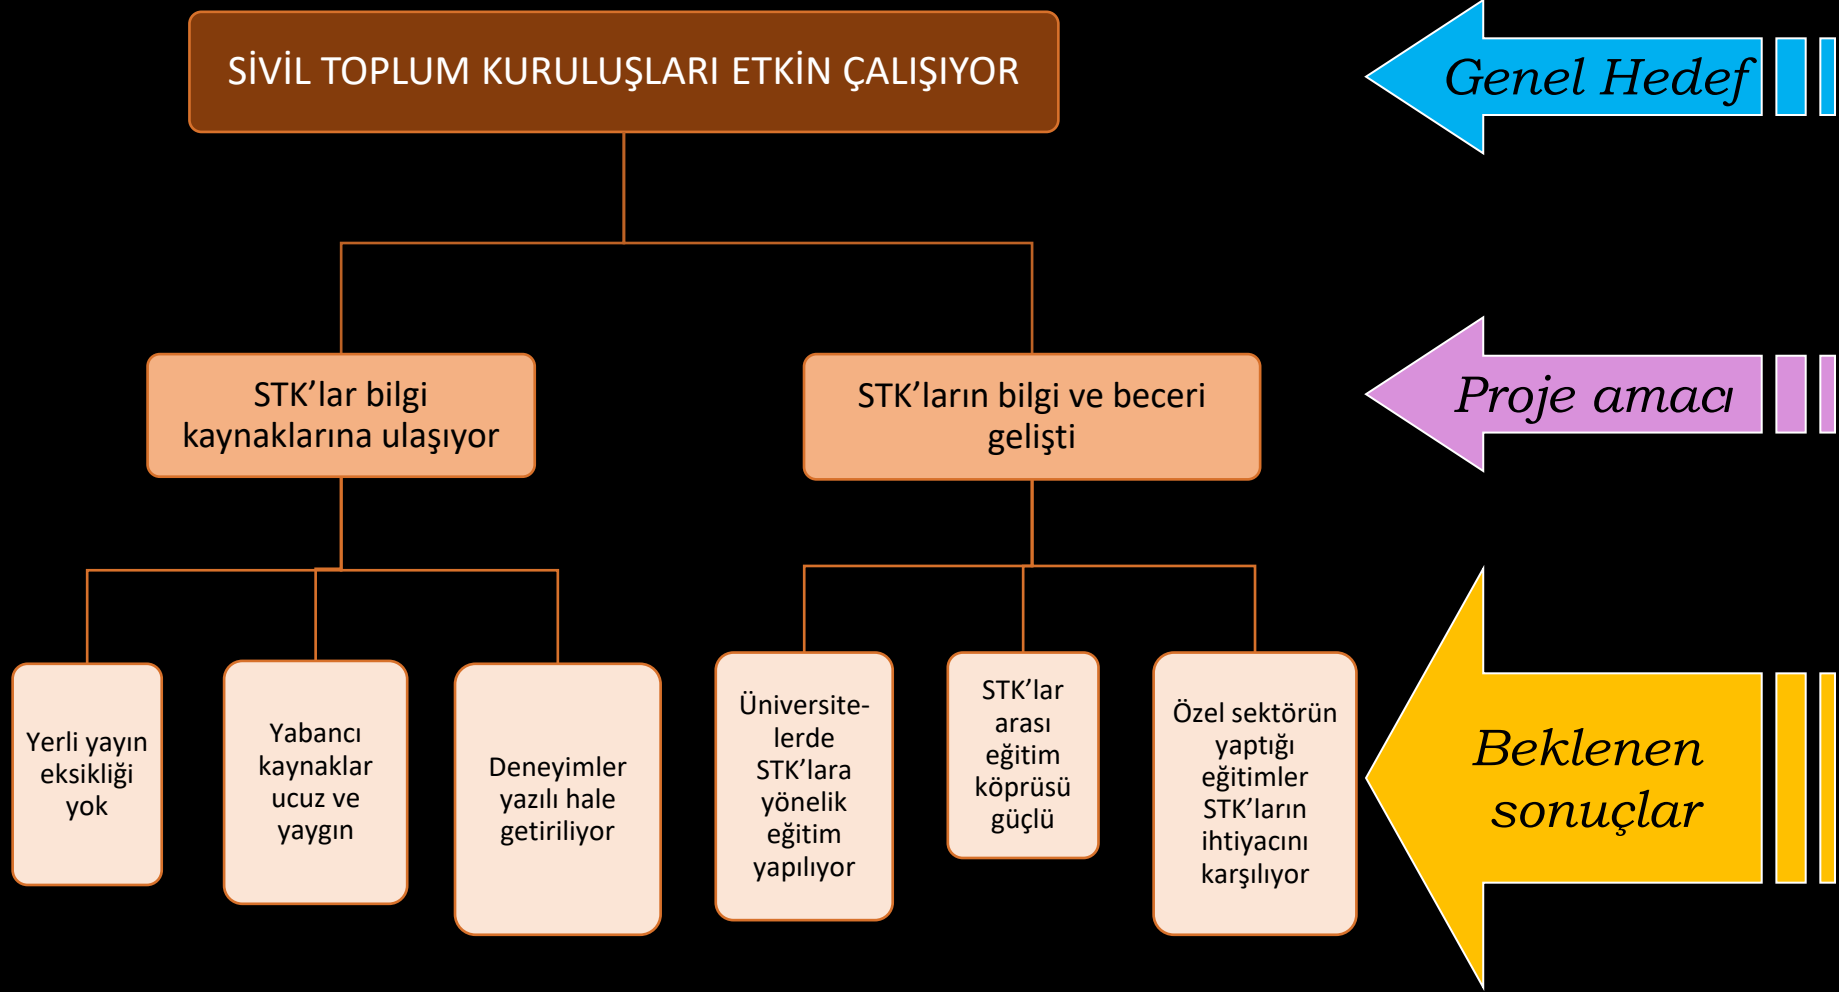 SİVİL TOPLUM KURULUŞLARI ETKİN ÇALIŞIYOR
Genel Hedef
STK’lar bilgi
kaynaklarına ulaşıyor
STK’ların bilgi ve beceri
gelişti
Proje amacı
Yerli yayın
eksikliği
yok
Yabancı
kaynaklar
ucuz ve
yaygın
Deneyimler
yazılı hale
getiriliyor
Üniversite-
lerde
STK’lara
yönelik
eğitim
yapılıyor
STK’lar
arası
eğitim
köprüsü
güçlü
Özel sektörün
yaptığı
eğitimler
STK’ların
ihtiyacını
karşılıyor
Beklenen
sonuçlar